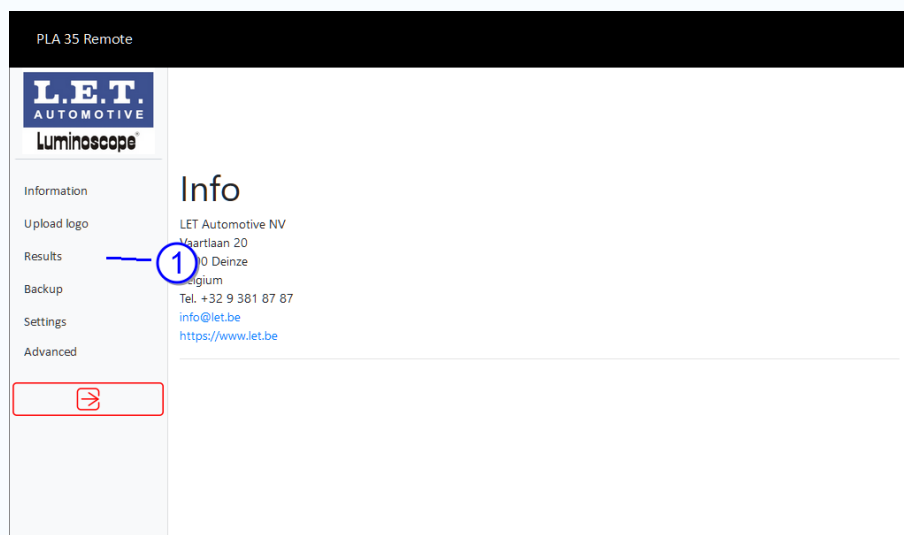 PLA 35 Remote
L.E.T.
AUTOMOTIVE
Luminoscope®
Information
Upload logo
Results
Backup
Settings
Advanced
1
Info
LET Automotive NV
Vaartlaan 20
Deinze
Tel. +32 9 381 87 87
info@let.be
https://www.let.be